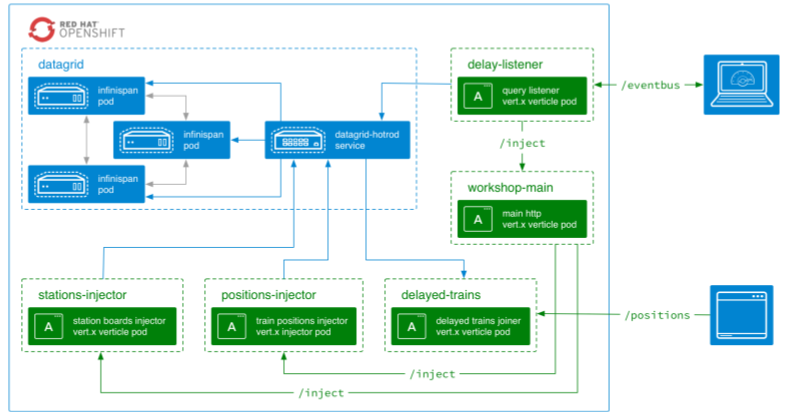 RED HAT
OPENSHIFT
datagrid
infinispan
pod
infinispan
pod
infinispan
pod
datagrid-hotrod
service
delay-listener
A
query listener
vert.x verticle pod
/eventbus
/inject
workshop-main
A
main http
vert.x verticle pod
stations-injector
A
station boards injector
vert.x verticle pod
positions-injector
A
train positions injector
vert.x injector pod
delayed-trains
A
delayed trains joiner
vert.x verticle pod
/positions
/inject
/inject